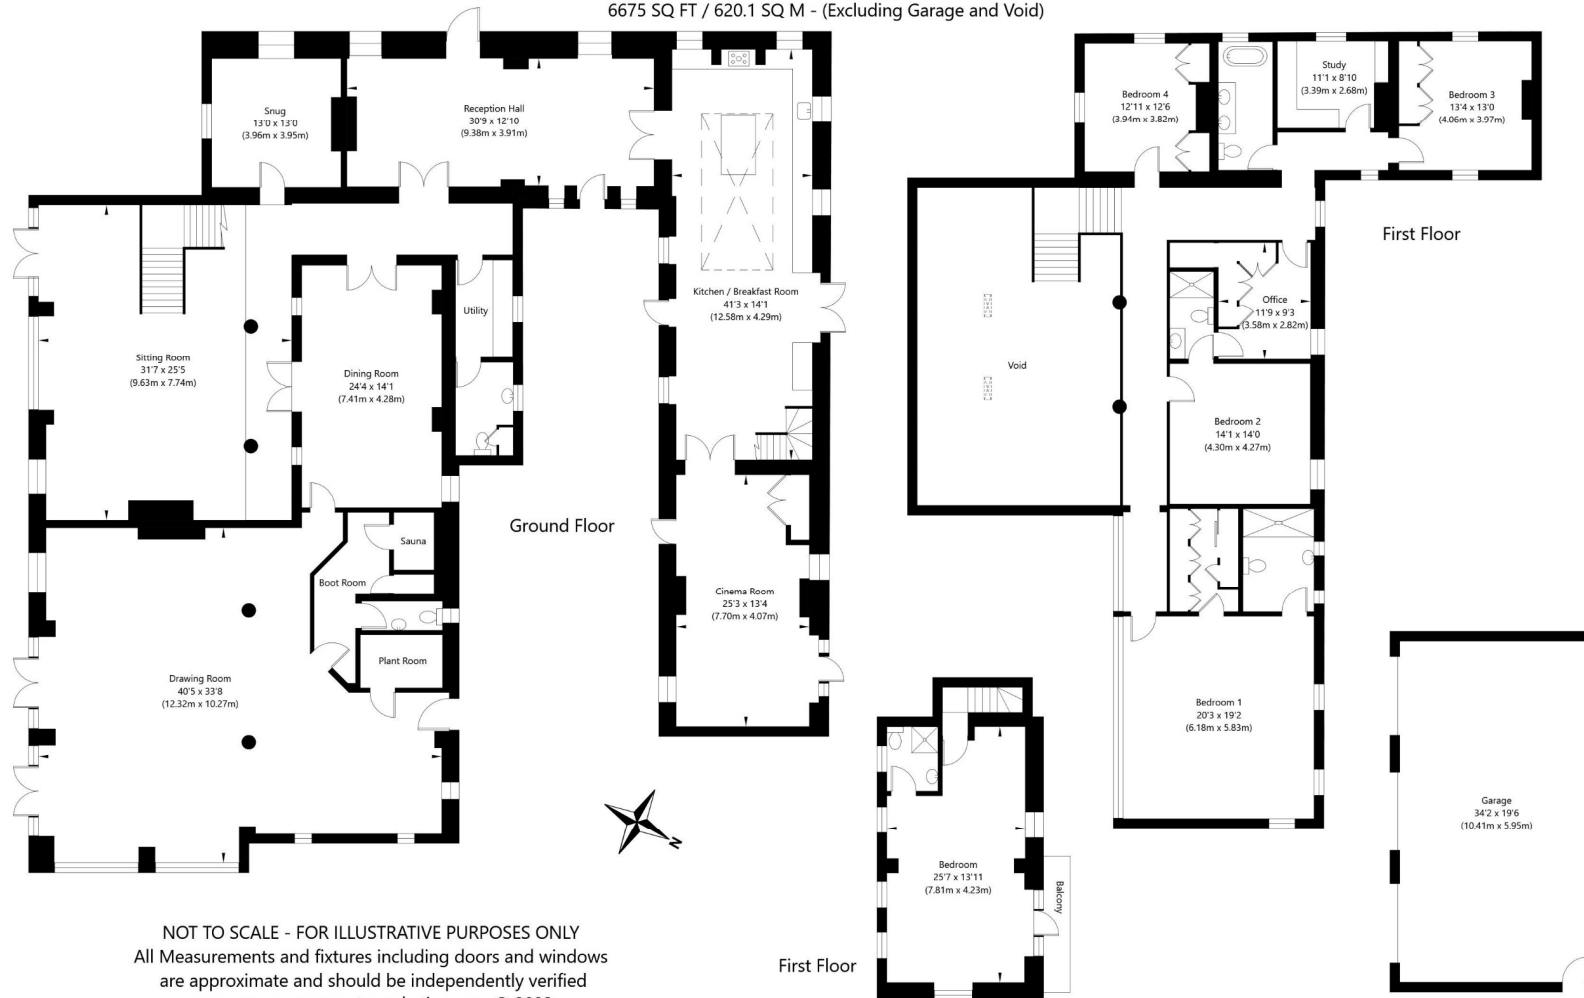 6675 SQ FT / 620.1 SQ M - (Excluding Garage and Void)
Snug
13'0 x 13'0
(3.96m x 3.95m)
Reception Hall
30'9 x 12'10
(9.38m x 3.91m)
Kitchen / Breakfast Room
41'3 x 14'1
(12.58m x 4.29m)
Utility
Sitting Room
31'7 x 25'5
(9.63m x 7.74m)
Dining Room
24'4 x 14'1
(7.41m x 4.28m)
Ground Floor
Sauna
Boot Room
Cinema Room
25'3 x 13'4
(7.70m x 4.07m)
Plant Room
Drawing Room
40'5 x 33'8
(12.32m x 10.27m)
N
Bedroom 4
12'11 x 12'6
(3.94m x 3.82m)
Study
11'1 x 8'10
(3.39m x 2.68m)
Bedroom 3
13'4 x 13'0
(4.06m x 3.97m)
First Floor
Office
11'9 x 9'3
(3.58m x 2.82m)
Void
Bedroom 2
14'1 x 14'0
(4.30m x 4.27m)
Bedroom 1
20'3 x 19'2
(6.18m x 5.83m)
Garage
34'2 x 19'6
(10.41m x 5.95m)
Bedroom
25'7 x 13'11
(7.81m x 4.23m)
Balcony
First Floor
NOT TO SCALE - FOR ILLUSTRATIVE PURPOSES ONLY
All Measurements and fixtures including doors and windows
are approximate and should be independently verified